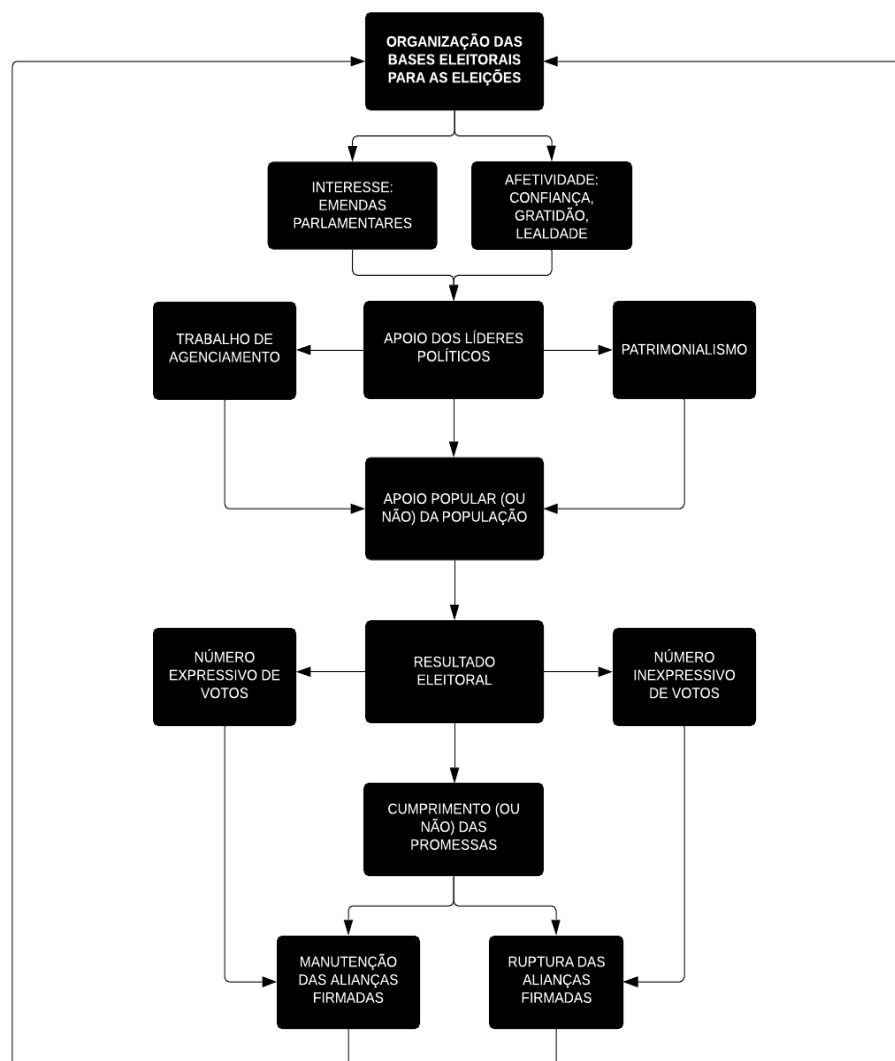 ORGANIZAÇÃO DAS
BASES ELEITORAIS
PARA AS ELEIÇÕES
INTERESSE:
EMENDAS
PARLAMENTARES
AFETIVIDADE:
CONFIANÇA,
GRATIDÃO,
LEALDADE
TRABALHO DE
AGENCIAMENTO
APOIO DOS LÍDERES
POLÍTICOS
PATRIMONIALISMO
APOIO POPULAR (OU
NÃO) DA POPULAÇÃO
NÚMERO
EXPRESSIVO DE
VOTOS
RESULTADO
ELEITORAL
NÚMERO
INEXPRESSIVO
DE VOTOS
CUMPRIMENTO (OU
NÃO) DAS
PROMESSAS
MANUTENÇÃO
DAS ALIANÇAS
FIRMADAS
RUPTURA DAS
ALIANÇAS
FIRMADAS